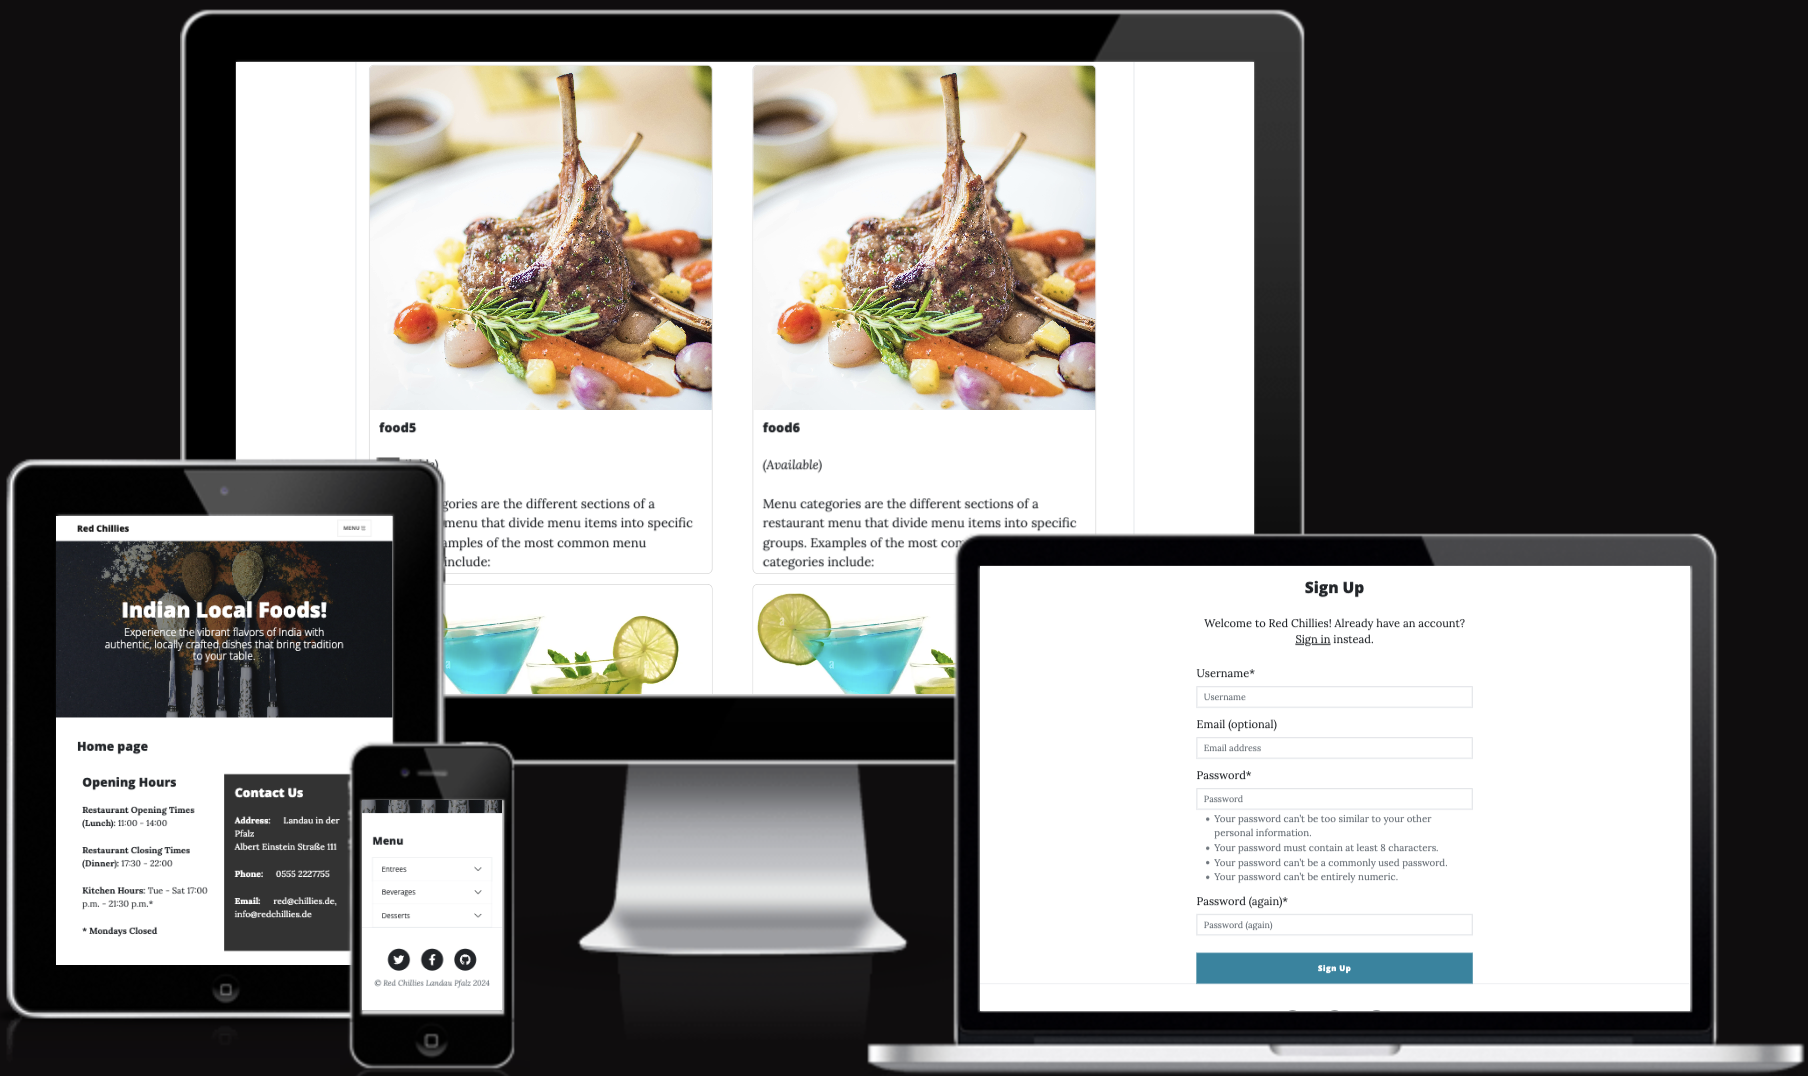 food5
food6
(Available)
gories are the different sections of a
menu that divide menu items into specific
amples of the most common menu
include:
Menu categories are the different sections of a
restaurant menu that divide menu items into specific
groups. Examples of the most com
categories include:
Red Chillies
MENU
Indian Local Foods!
Experience the vibrant flavors of India with
authentic, locally crafted dishes that bring tradition
to your table.
Home page
Opening Hours
Restaurant Opening Times
(Lunch): 11:00 - 14:00
Restaurant Closing Times
(Dinner): 17:30 - 22:00
Kitchen Hours: Tue - Sat 17:00
p.m. - 21:30 p.m.*
* Mondays Closed
Contact Us
Address: Landau in der
Pfalz
Albert Einstein Straße 111
Phone: 0555 2227755
Email: red@chillies.de,
info@redchillies.de
Menu
Entrees
Beverages
Desserts
© Red Chillies Landau Pfalz 2024
Sign Up
Welcome to Red Chillies! Already have an account?
Sign in instead.
Username*
Username
Email (optional)
Email address
Password*
Password
• Your password can't be too similar to your other
personal information.
• Your password must contain at least 8 characters.
• Your password can't be a commonly used password.
• Your password can't be entirely numeric.
Password (again)*
Password (again)
Sign Up